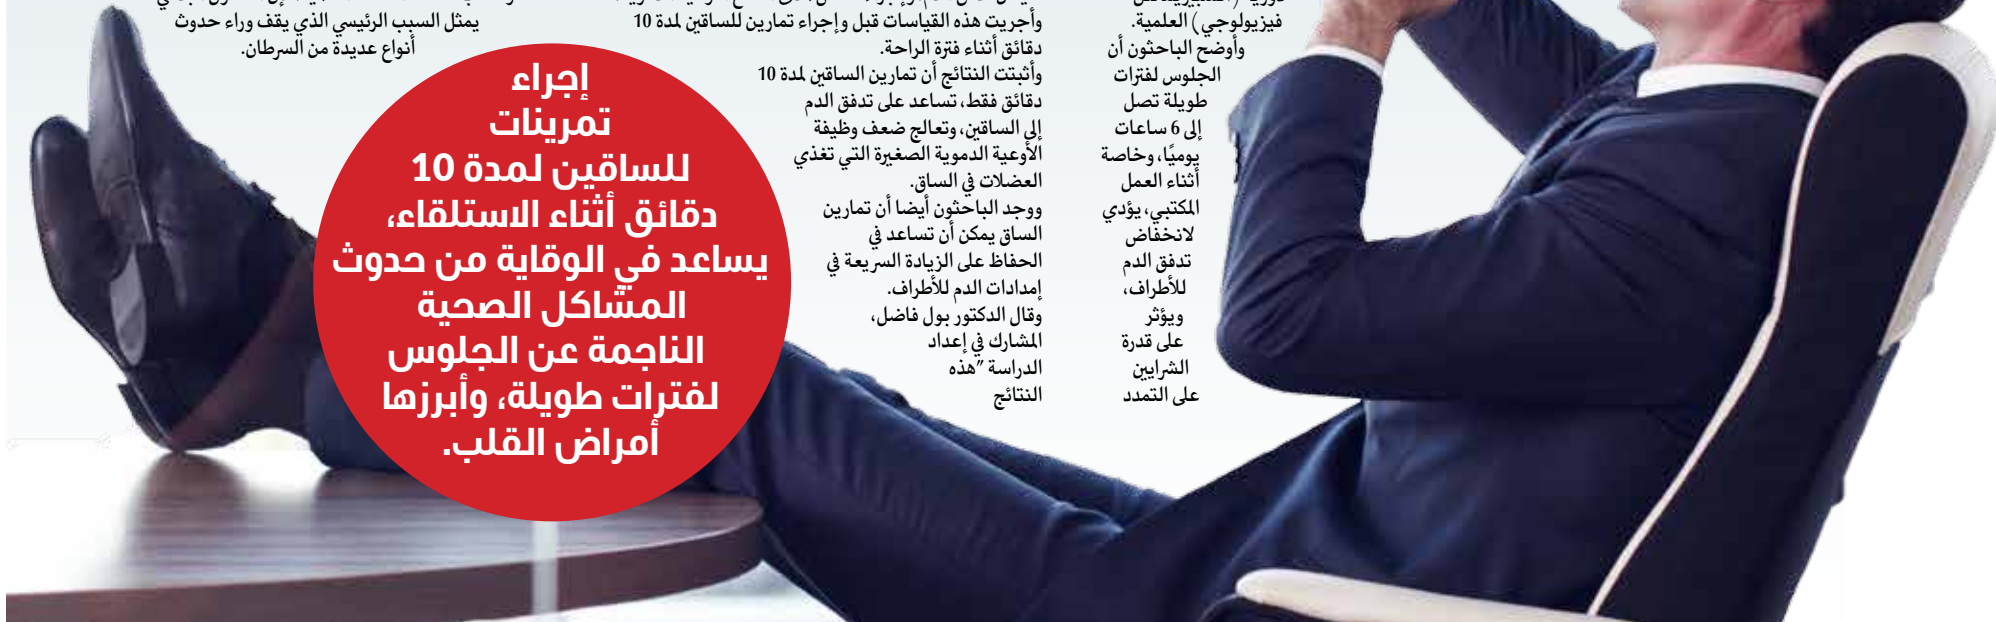 فيزيولوجي) العلمية.
وأوضح الباحثون أن
الجلوس لفترات
طويلة تصل
إلى 6 ساعات
يوميًا، وخاصة
أثناء العمل
المكتبي، يؤدي
لانخفاض
تدفق الدم
للأطراف،
ويؤثر
على قدرة
الشرايين
على التمدد
وأجريت هذه القياسات قبل وإجراء تمارين للساقين لمدة 10
دقائق أثناء فترة الراحة.
وأثبتت النتائج أن تمارين الساقين لمدة 10
دقائق فقط، تساعد على تدفق الدم
إلى الساقين، وتعالج ضعف وظيفة
الأوعية الدموية الصغيرة التي تغذي
العضلات في الساق.
ووجد الباحثون أيضا أن تمارين
الساق يمكن أن تساعد في
الحفاظ على الزيادة السريعة في
إمدادات الدم للأطراف.
وقال الدكتور بول فاضل،
المشارك في إعداد
الدراسة "هذه
النتائج
يمثل السبب الرئيسي الذي يقف وراء حدوث
أنواع عديدة من السرطان.
إجراء
تمرينات
للساقين لمدة 10
دقائق أثناء الاستلقاء،
يساعد في الوقاية من حدوث
المشاكل الصحية
الناجمة عن الجلوس
لفترات طويلة، وأبرزها
أمراض القلب.